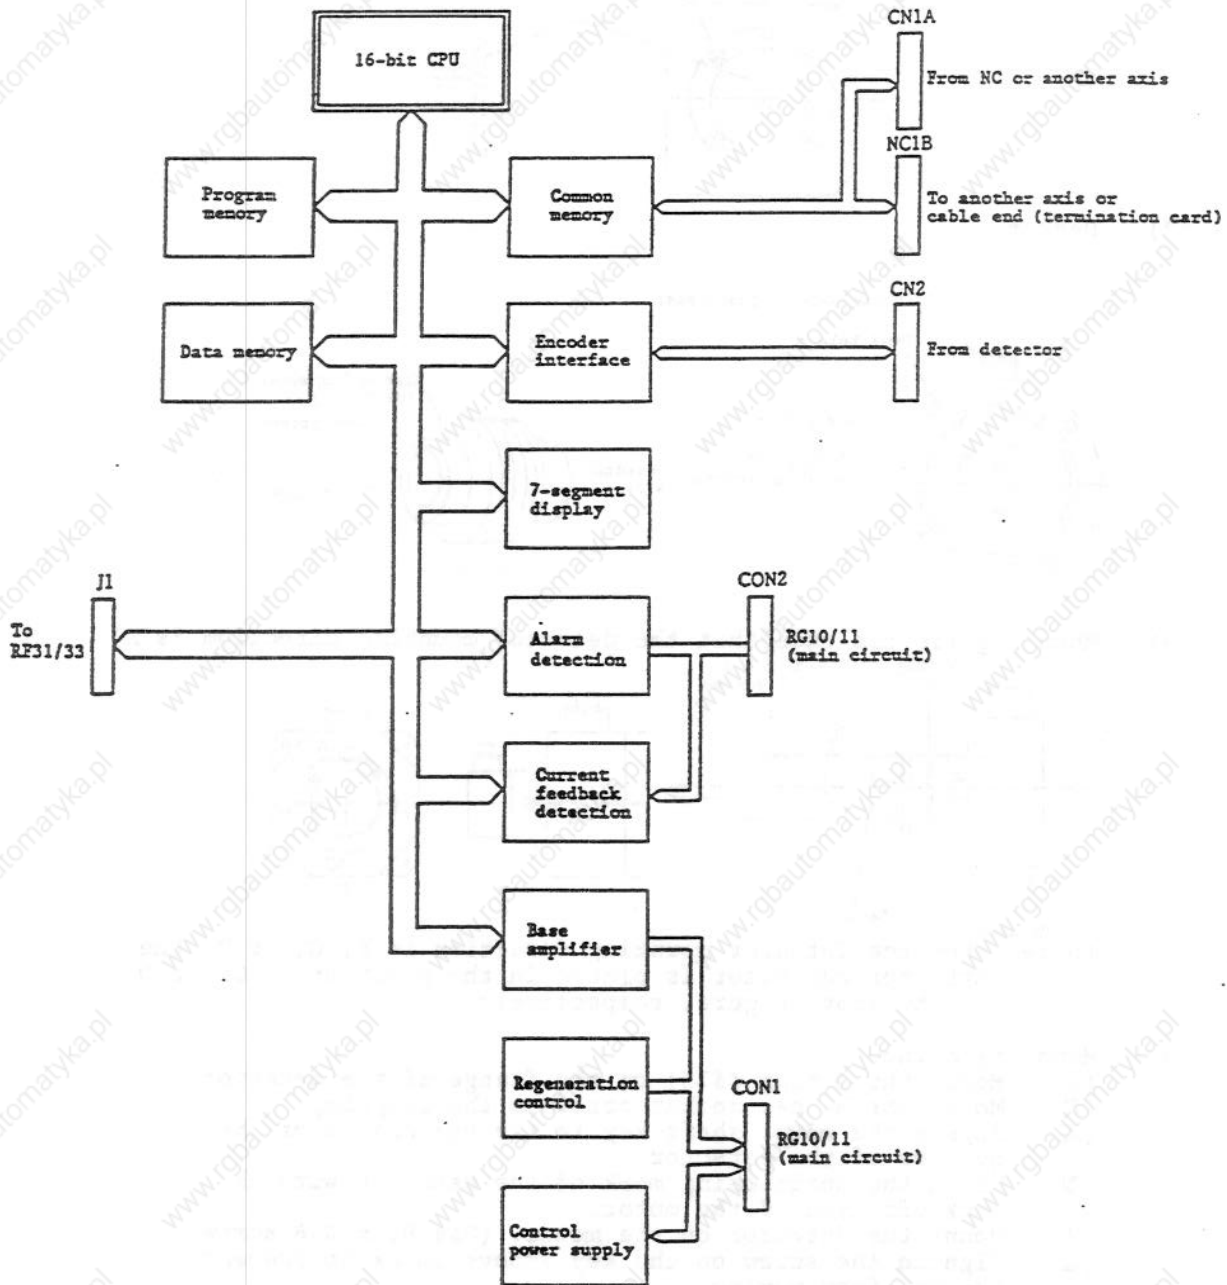 CN1A
16-bit CPU
From NC or another axis
NC1B
Program
memory
Common
memory
To another axis or
cable end (termination card)
CN2
Data memory
Encoder
interface
From detector
7-segment
display
J1
CON2
To
RF31/33
Alarm
detection
RG10/11
(main circuit)
Current
feedback
detection
Base
amplifier
Regeneration
control
CON1
RG10/11
(main circuit)
Control
power supply
www.rgbautomatyka.pl